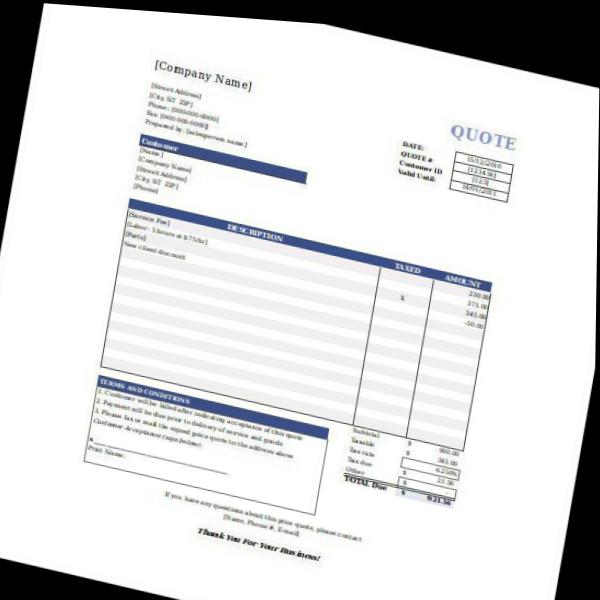 [Company Name]
[Street Address]
[City, ST ZIP]
Phone: [000-000-0000]
Fax: [000-000-0000]
Prepared by: [salesperson name]
QUOTE
DATE: 15/12/2010
QUOTE # [123456]
Customer ID [123]
Valid Until: 14/01/2011
Customer
[Name]
[Company Name]
[Street Address]
[City, ST ZIP]
[Phone]
DESCRIPTION TAXED AMOUNT
[Service Fee] 230.00
[Labor: 5 hours at $75/hr] 375.00
[Parts] X 345.00
New client discount -50.00
TERMS AND CONDITIONS
1. Customer will be billed after indicating acceptance of this quote
2. Payment will be due prior to delivery of service and goods
3. Please fax or mail the signed price quote to the address above
Customer Acceptance (sign below):
x
Print Name:
Subtotal $ 900.00
Taxable $ 345.00
Tax rate 6.250%
Tax due $ 21.56
Other $ -
TOTAL Due $ 921.56
If you have any questions about this price quote, please contact
[Name, Phone #, E-mail]
Thank You For Your Business!